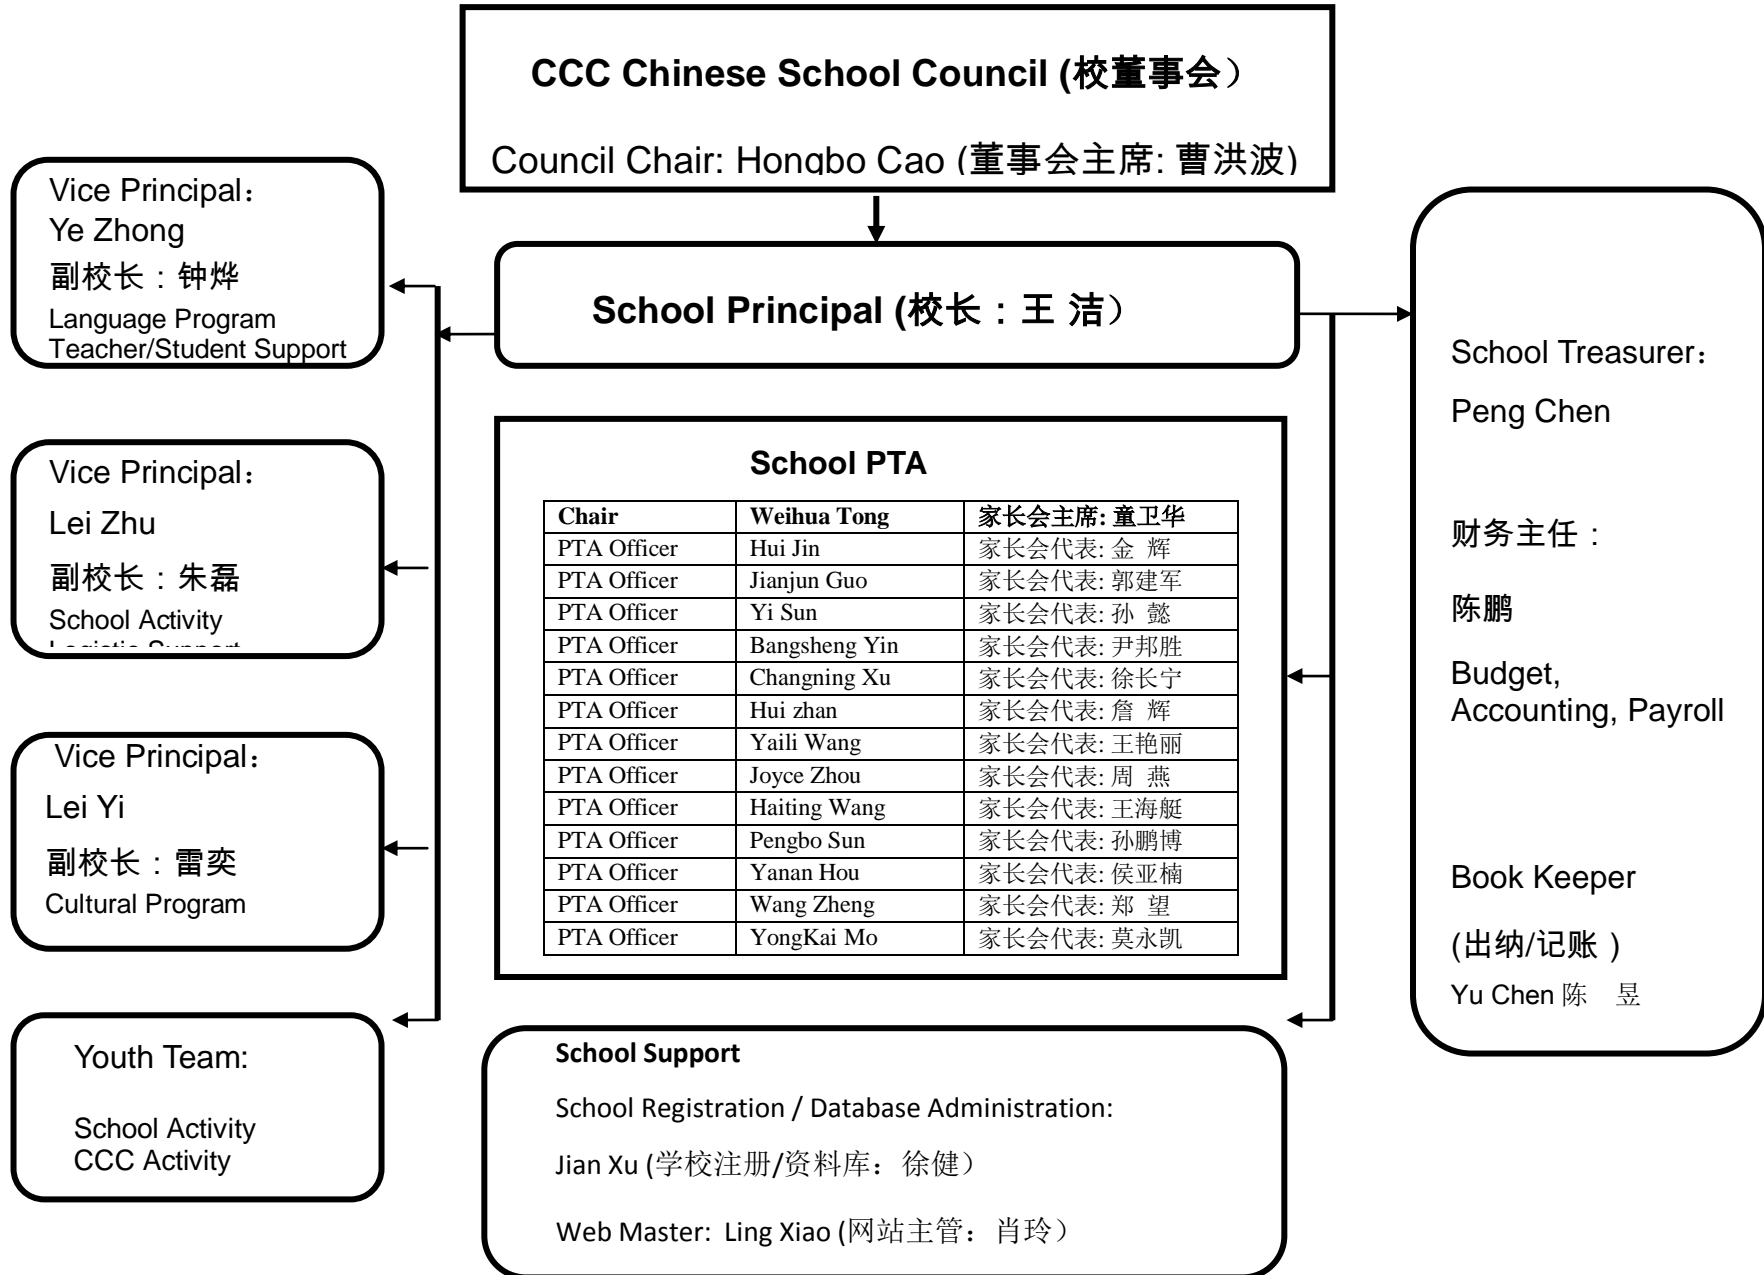 CCC Chinese School Council (校董事会）
Council Chair: Hongbo Cao (董事会主席: 曹洪波)
Vice Principal：
Ye Zhong
副校长：钟烨
Language Program
Teacher/Student Support
School Principal (校长：王 洁）
Vice Principal：
Lei Zhu
副校长：朱磊
School Activity
Logistic Support
Vice Principal：
Lei Yi
副校长：雷奕
Cultural Program
Youth Team:
School Activity
CCC Activity
School PTA
Chair Weihua Tong 家长会主席: 童卫华
PTA Officer Hui Jin 家长会代表: 金 辉
PTA Officer Jianjun Guo 家长会代表: 郭建军
PTA Officer Yi Sun 家长会代表: 孙 懿
PTA Officer Bangsheng Yin 家长会代表: 尹邦胜
PTA Officer Changning Xu 家长会代表: 徐长宁
PTA Officer Hui zhan 家长会代表: 詹 辉
PTA Officer Yaili Wang 家长会代表: 王艳丽
PTA Officer Joyce Zhou 家长会代表: 周 燕
PTA Officer Haiting Wang 家长会代表: 王海艇
PTA Officer Pengbo Sun 家长会代表: 孙鹏博
PTA Officer Yanan Hou 家长会代表: 侯亚楠
PTA Officer Wang Zheng 家长会代表: 郑 望
PTA Officer YongKai Mo 家长会代表: 莫永凯
School Support
School Registration / Database Administration:
Jian Xu (学校注册/资料库：徐健）
Web Master: Ling Xiao (网站主管：肖玲）
School Treasurer：
Peng Chen
财务主任：
陈鹏
Budget,
Accounting, Payroll
Book Keeper
(出纳/记账 )
Yu Chen 陈 昱